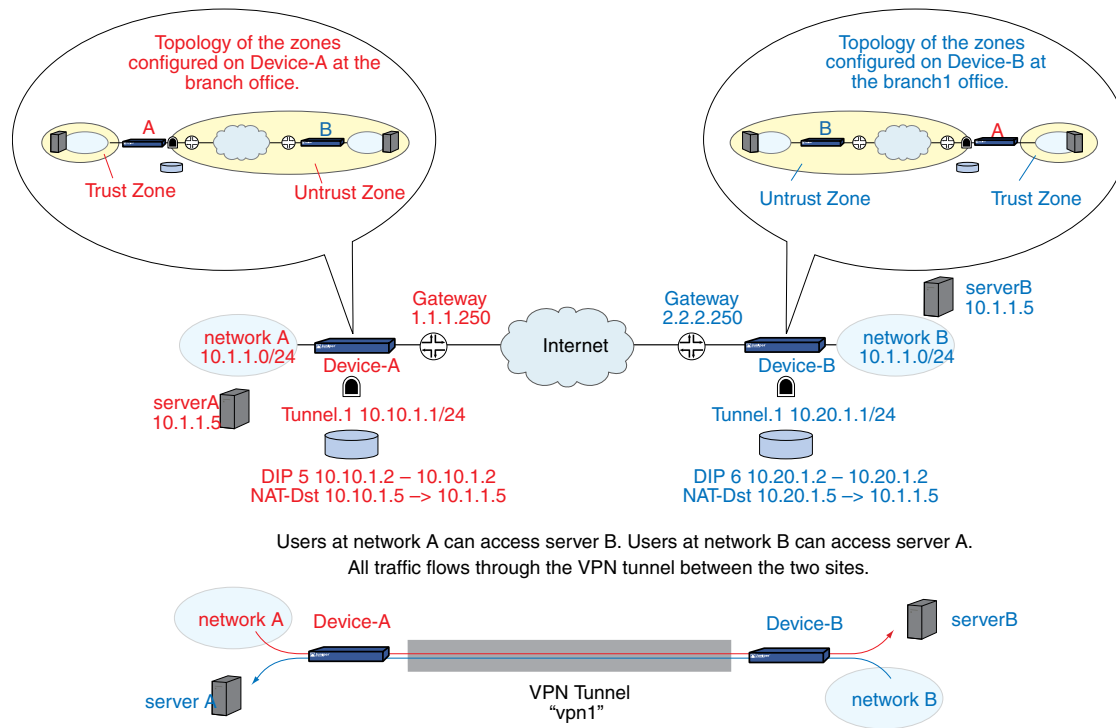 Topology of the zones
configured on Device-A at the
branch office.
A
B
Trust Zone
Untrust Zone
Topology of the zones
configured on Device-B at
the branch1 office.
B
A
Untrust Zone
Trust Zone
serverB
10.1.1.5
Gateway
1.1.1.250
Gateway
2.2.2.250
network A
10.1.1.0/24
Internet
network B
10.1.1.0/24
Device-A
Device-B
serverA
10.1.1.5
Tunnel.1 10.10.1.1/24
Tunnel.1 10.20.1.1/24
DIP 5 10.10.1.2 – 10.10.1.2
NAT-Dst 10.10.1.5 –> 10.1.1.5
DIP 6 10.20.1.2 – 10.20.1.2
NAT-Dst 10.20.1.5 –> 10.1.1.5
Users at network A can access server B. Users at network B can access server A.
All traffic flows through the VPN tunnel between the two sites.
network A
Device-A
Device-B
serverB
server A
VPN Tunnel
“vpn1”
network B